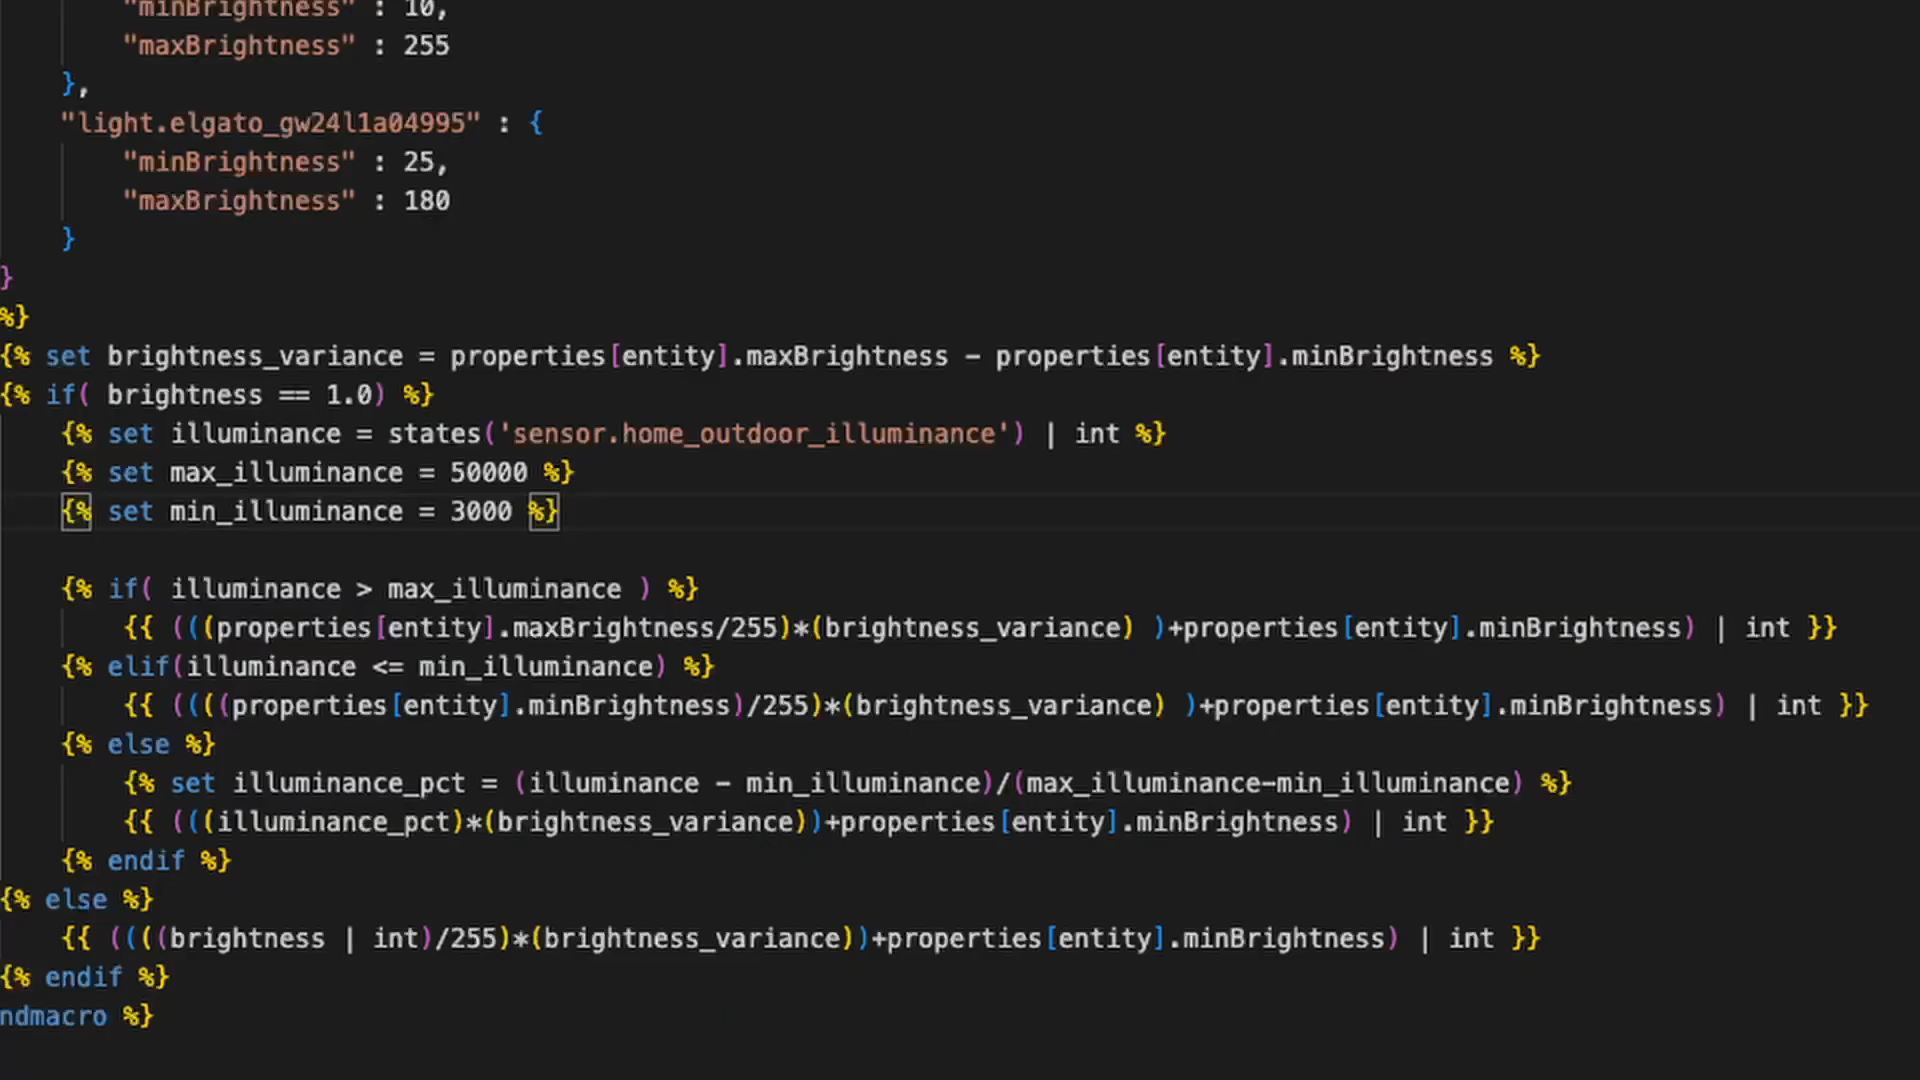 "minBrightness" : 10,
"maxBrightness" : 255
},
"light.elgato_gw24l1a04995" : {
"minBrightness" : 25,
"maxBrightness" : 180
}
}
%}
{% set brightness_variance = properties[entity].maxBrightness - properties[entity].minBrightness %}
{% if( brightness == 1.0) %}
{% set illuminance = states('sensor.home_outdoor_illuminance') | int %}
{% set max_illuminance = 50000 %}
{% set min_illuminance = 3000 %}
{% if( illuminance > max_illuminance ) %}
{{ (((properties[entity].maxBrightness/255)*(brightness_variance) )+properties[entity].minBrightness) | int }}
{% elif(illuminance <= min_illuminance) %}
{{ ((((properties[entity].minBrightness)/255)*(brightness_variance) )+properties[entity].minBrightness) | int }}
{% else %}
{% set illuminance_pct = (illuminance - min_illuminance)/(max_illuminance-min_illuminance) %}
{{ (((illuminance_pct)*(brightness_variance))+properties[entity].minBrightness) | int }}
{% endif %}
{% else %}
{{ ((((brightness | int)/255)*(brightness_variance))+properties[entity].minBrightness) | int }}
{% endif %}
ndmacro %}